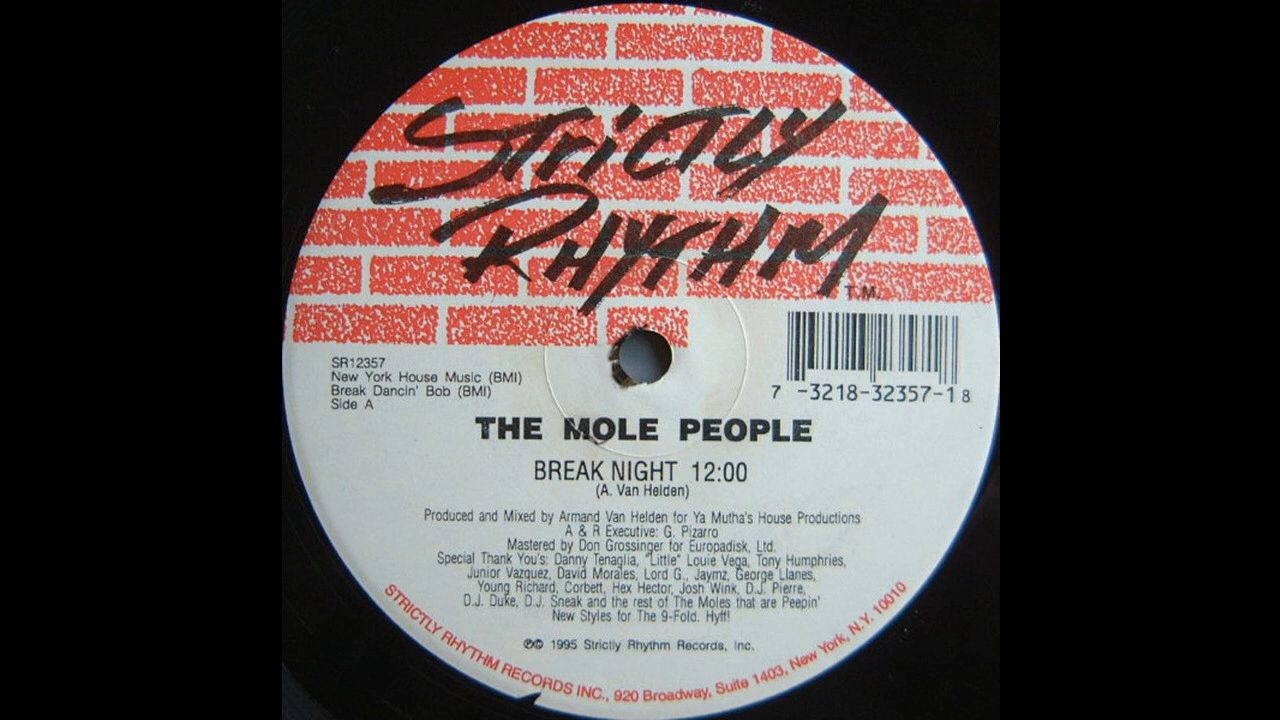 STRICTLY
RHYTHM
T.M.
SR12357
New York House Music (BMI)
Break Dancin' Bob (BMI)
Side A
7 -3218-32357-1 8
THE MOLE PEOPLE
BREAK NIGHT 12:00
(A. Van Helden)
Produced and Mixed by Armand Van Helden for Ya Mutha's House Productions
A & R Executive: G. Pizarro
Mastered by Don Grossinger for Europadisk, Ltd.
Special Thank You's: Danny Tenaglia, "Little" Louie Vega, Tony Humphries,
Junior Vazquez, David Morales, Lord G., Jaymz, George Llanes,
Young Richard, Corbett, Hex Hector, Josh Wink, D.J. Pierre,
D.J. Duke, D.J. Sneak and the rest of The Moles that are Peepin'
New Styles for The 9-Fold. Hyff!
℗© 1995 Strictly Rhythm Records, Inc.
STRICTLY RHYTHM RECORDS INC., 920 Broadway, Suite 1403, New York, N.Y. 10010